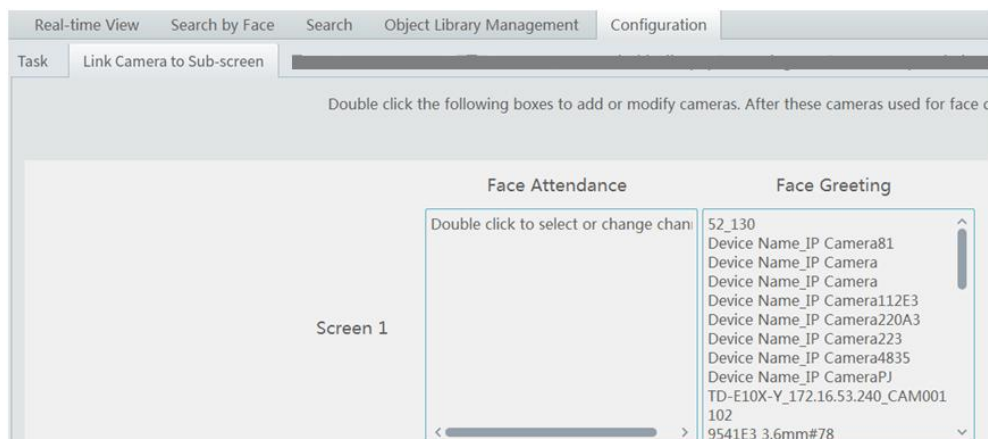 Real-time View Search by Face Search Object Library Management Configuration
Task Link Camera to Sub-screen
Double click the following boxes to add or modify cameras. After these cameras used for face
Face Attendance Face Greeting
Double click to select or change
52_130
Device Name_IP Camera81
Device Name_IP Camera
Device Name_IP Camera
Device Name_IP Camera112E3
Device Name_IP Camera220A3
Device Name_IP Camera223
Device Name_IP Camera4835
Device Name_IP CameraPJ
TD-E10X-Y_172.16.53.240_CAM001
102
9541E3 3.6mm#78
Screen 1